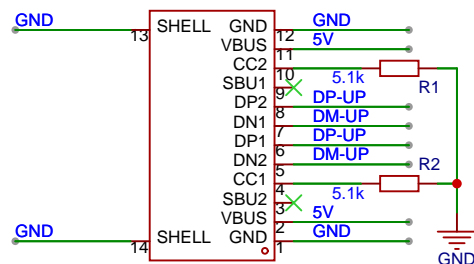 GND 13 SHELL GND 12 GND
VBUS 11 5V
CC2 10 5.1k R1
SBU1 9
DP2 8 DP-UP
DN1 7 DM-UP
DP1 6 DP-UP
DN2 5 DM-UP
CC1 4 5.1k R2
SBU2 3
VBUS 2 5V
GND 14 SHELL GND 1 GND
GND